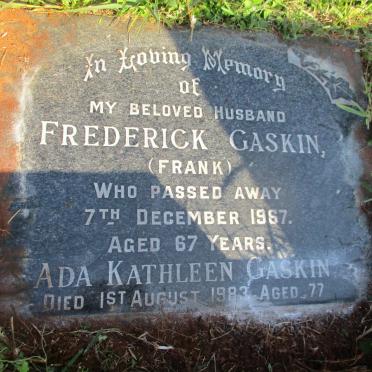 In Loving Memory
of
MY BELOVED HUSBAND
FREDERICK GASKIN,
(FRANK)
WHO PASSED AWAY
7TH DECEMBER 1967.
AGED 67 YEARS.
ADA KATHLEEN GASKIN
DIED 1ST AUGUST 1983 AGED 77